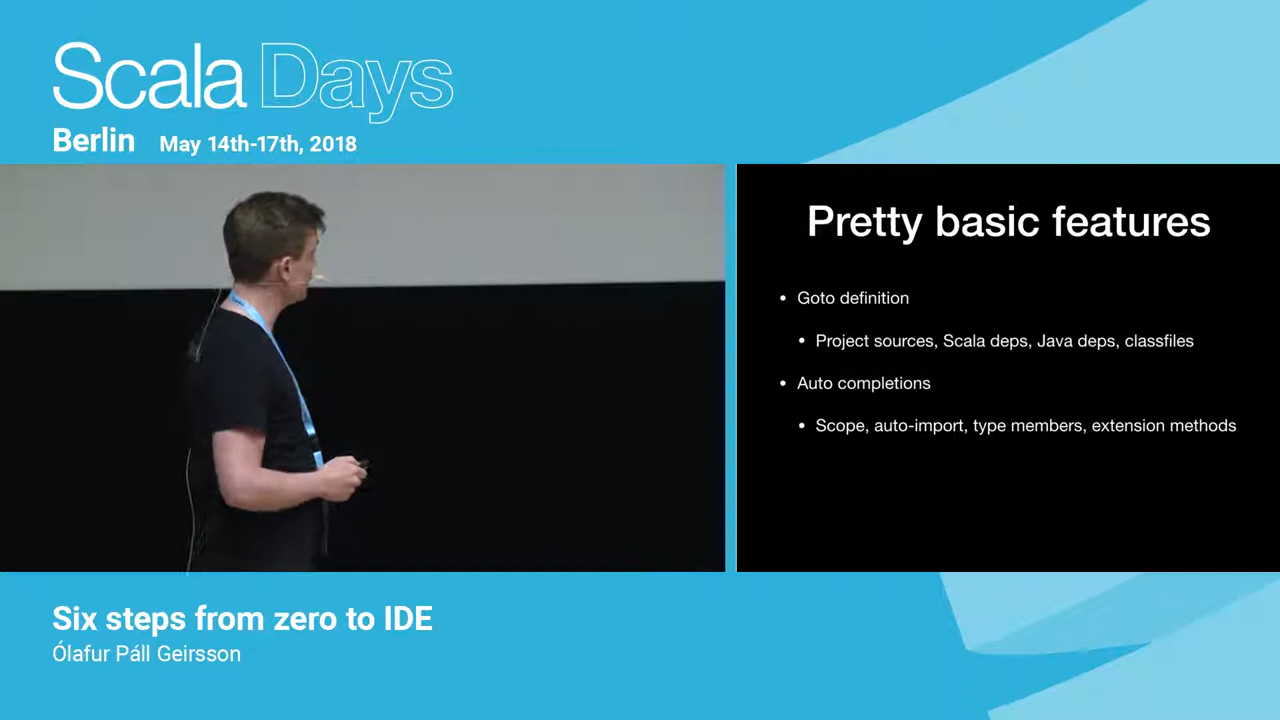 Scala Days
Berlin May 14th-17th, 2018
Pretty basic features
• Goto definition
• Project sources, Scala deps, Java deps, classfiles
• Auto completions
• Scope, auto-import, type members, extension methods
Six steps from zero to IDE
Ólafur Páll Geirsson